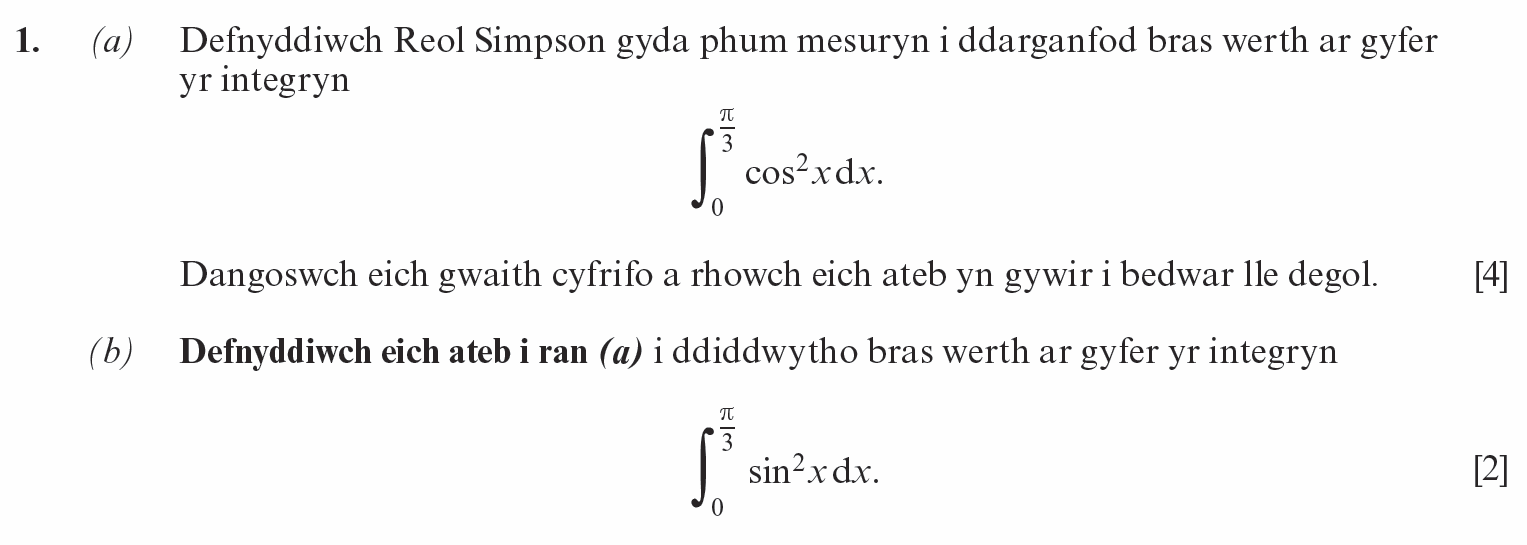 1. (a) Defnyddiwch Reol Simpson gyda phum mesuryn i ddarganfod bras werth ar gyfer
yr integryn
∫₀^(π/3) cos²x dx.
Dangoswch eich gwaith cyfrifo a rhowch eich ateb yn gywir i bedwar lle degol. [4]
(b) Defnyddiwch eich ateb i ran (a) i ddiddwytho bras werth ar gyfer yr integryn
∫₀^(π/3) sin²x dx. [2]